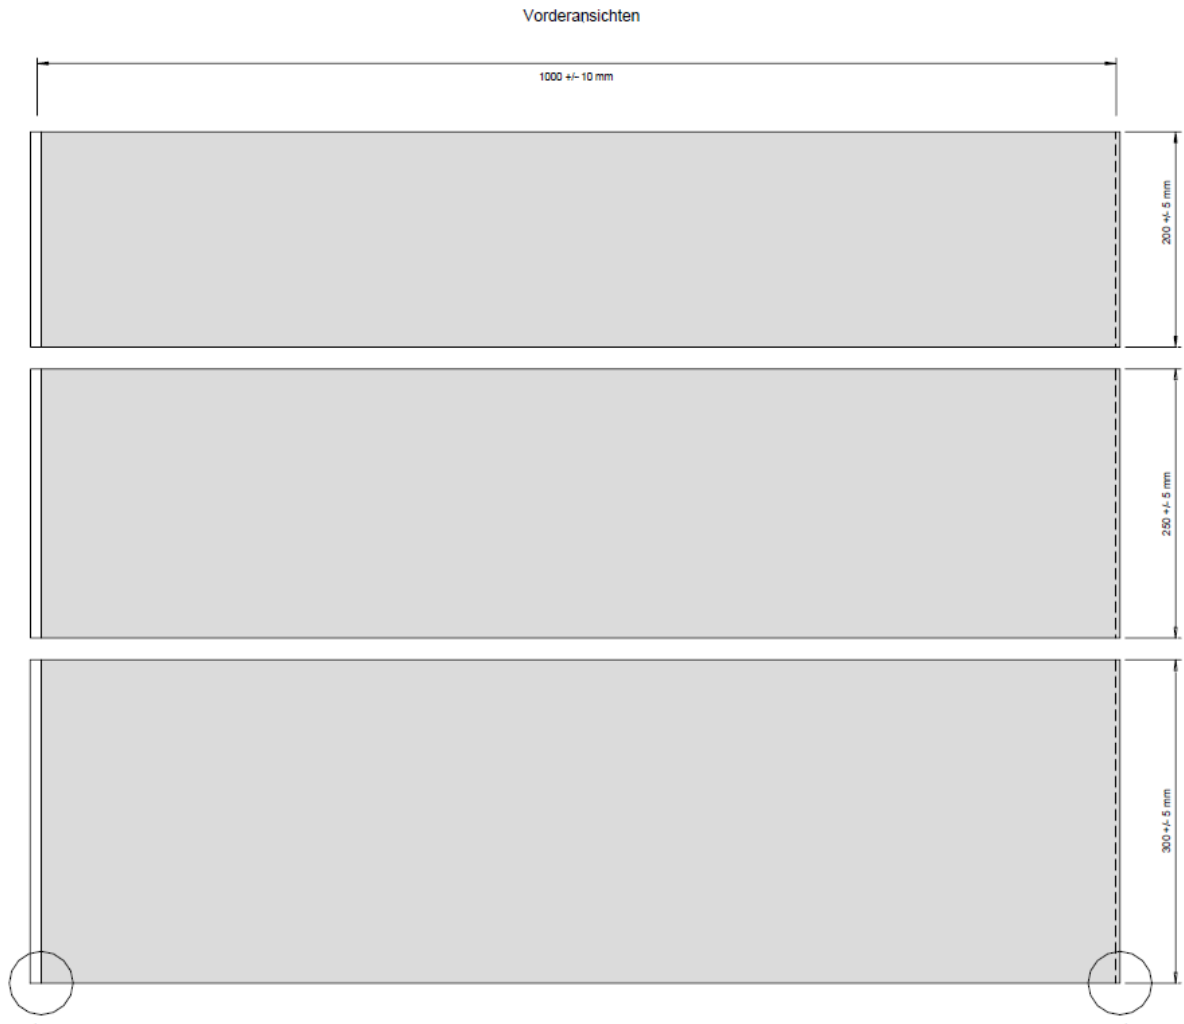 Vorderansichten
1000 +/- 10 mm
200 +/- 5 mm
250 +/- 5 mm
300 +/- 5 mm